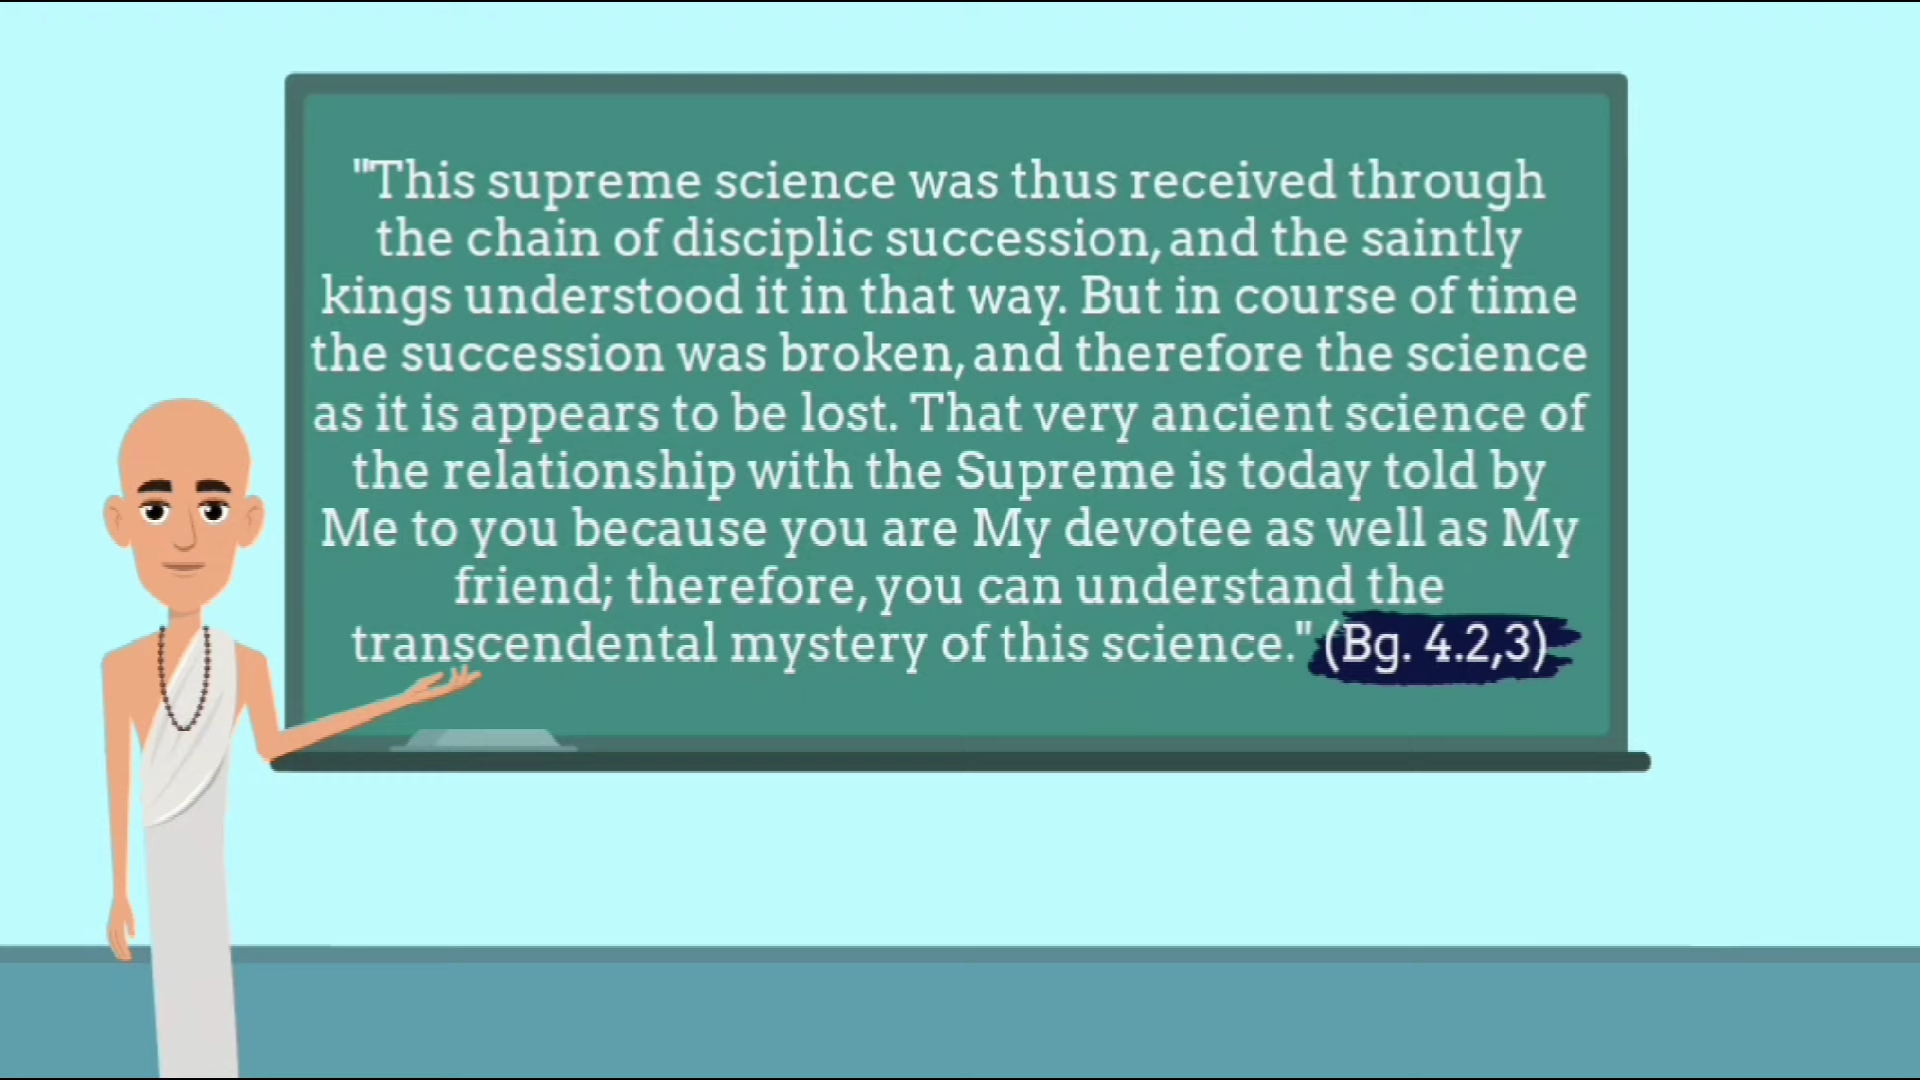 "This supreme science was thus received through
the chain of disciplic succession, and the saintly
kings understood it in that way. But in course of time
the succession was broken, and therefore the science
as it is appears to be lost. That very ancient science of
the relationship with the Supreme is today told by
Me to you because you are My devotee as well as My
friend; therefore, you can understand the
transcendental mystery of this science." (Bg. 4.2,3)